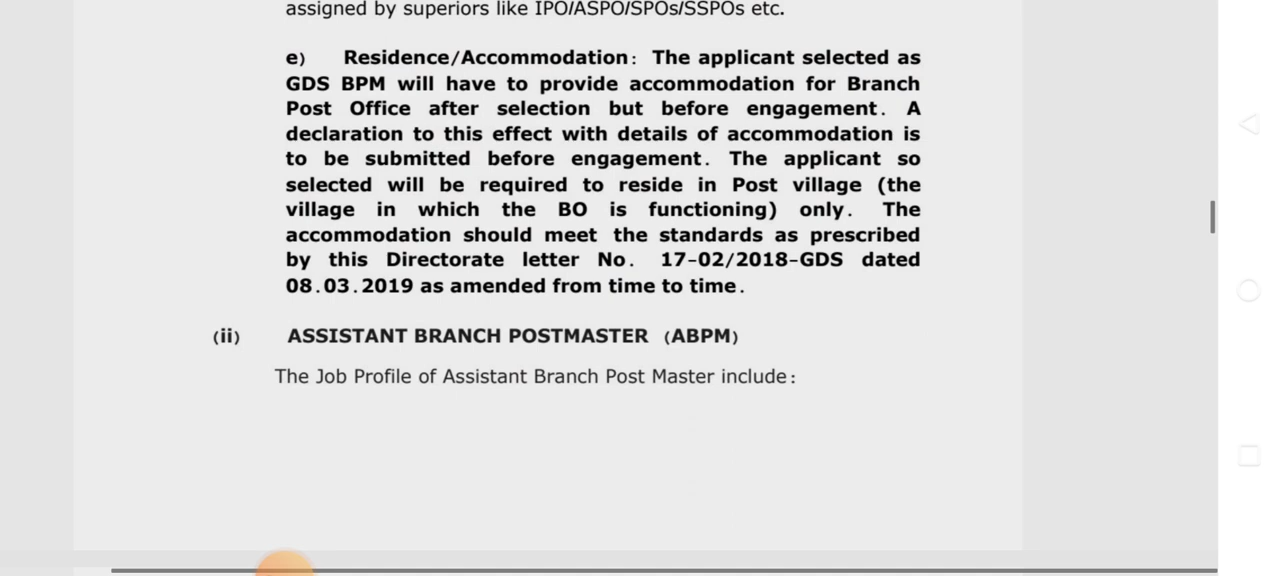 assigned by superiors like IPO/ASPO/SPOs/SSPOs etc.
e) Residence/Accommodation: The applicant selected as
GDS BPM will have to provide accommodation for Branch
Post Office after selection but before engagement. A
declaration to this effect with details of accommodation is
to be submitted before engagement. The applicant so
selected will be required to reside in Post village (the
village in which the BO is functioning) only. The
accommodation should meet the standards as prescribed
by this Directorate letter No. 17-02/2018-GDS dated
08.03.2019 as amended from time to time.
(ii) ASSISTANT BRANCH POSTMASTER (ABPM)
The Job Profile of Assistant Branch Post Master include: